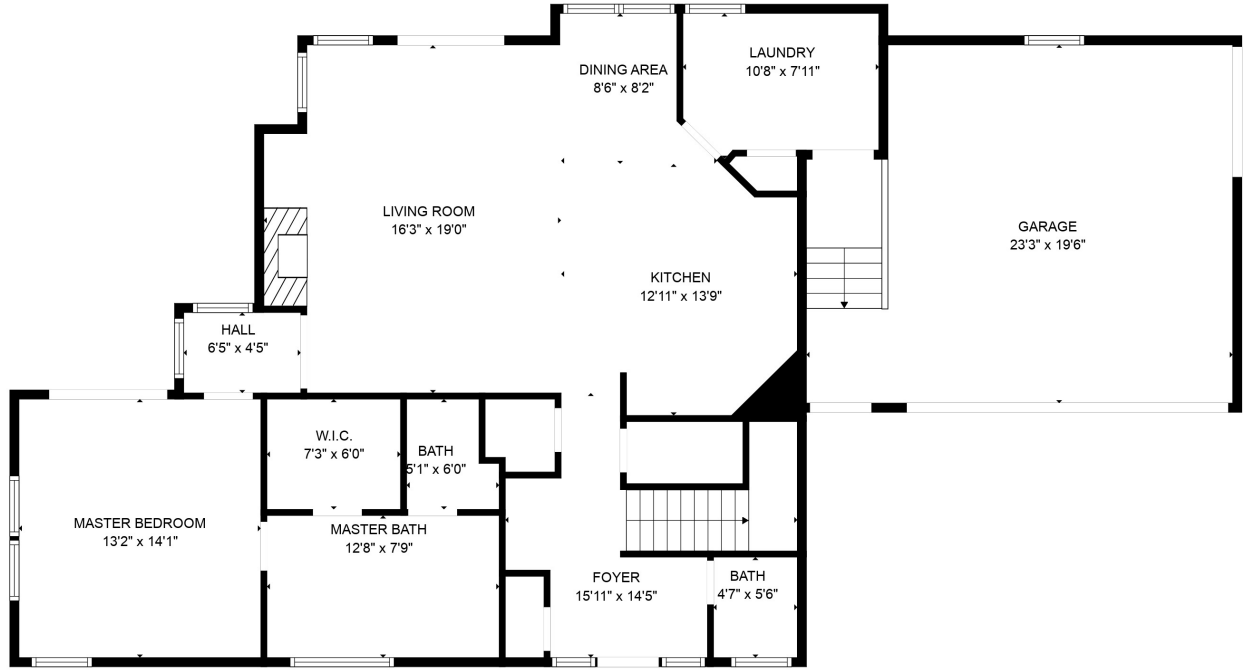 LAUNDRY
10'8" x 7'11"
DINING AREA
8'6" x 8'2"
LIVING ROOM
16'3" x 19'0"
GARAGE
23'3" x 19'6"
KITCHEN
12'11" x 13'9"
HALL
6'5" x 4'5"
W.I.C.
7'3" x 6'0"
BATH
5'1" x 6'0"
MASTER BEDROOM
13'2" x 14'1"
MASTER BATH
12'8" x 7'9"
FOYER
15'11" x 14'5"
BATH
4'7" x 5'6"